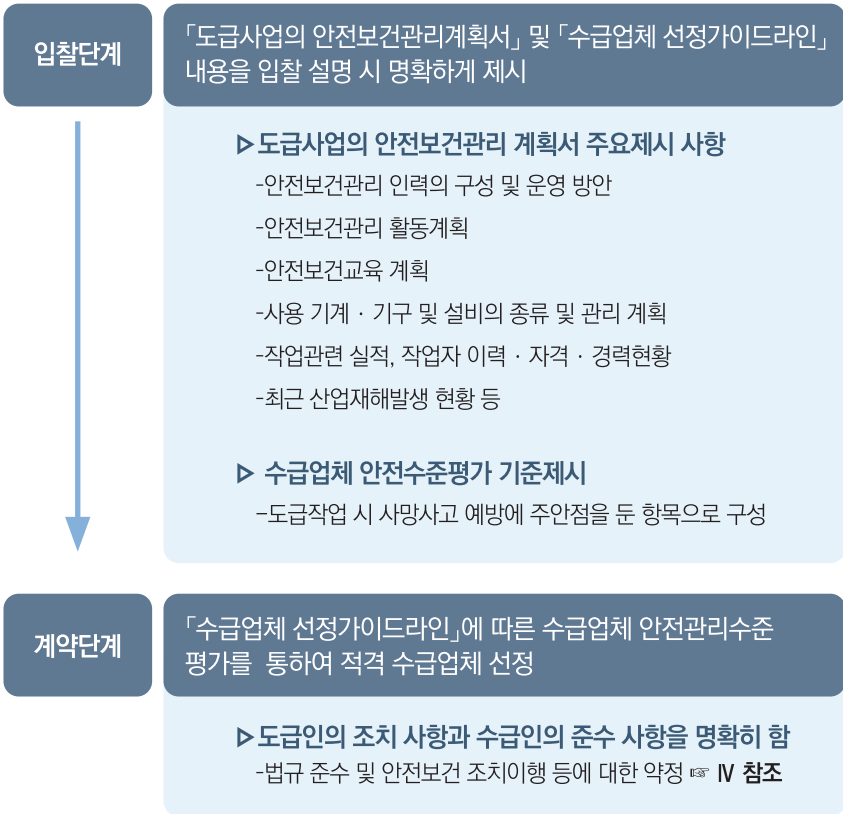 입찰단계
「도급사업의 안전보건관리계획서」 및 「수급업체 선정가이드라인」
내용을 입찰 설명 시 명확하게 제시
▷도급사업의 안전보건관리 계획서 주요제시 사항
-안전보건관리 인력의 구성 및 운영 방안
-안전보건관리 활동계획
-안전보건교육 계획
-사용 기계 · 기구 및 설비의 종류 및 관리 계획
-작업관련 실적, 작업자 이력 · 자격 · 경력현황
-최근 산업재해발생 현황 등
▷ 수급업체 안전수준평가 기준제시
-도급작업 시 사망사고 예방에 주안점을 둔 항목으로 구성
계약단계
「수급업체 선정가이드라인」에 따른 수급업체 안전관리수준
평가를 통하여 적격 수급업체 선정
▷도급인의 조치 사항과 수급인의 준수 사항을 명확히 함
-법규 준수 및 안전보건 조치이행 등에 대한 약정 ☞ Ⅳ 참조